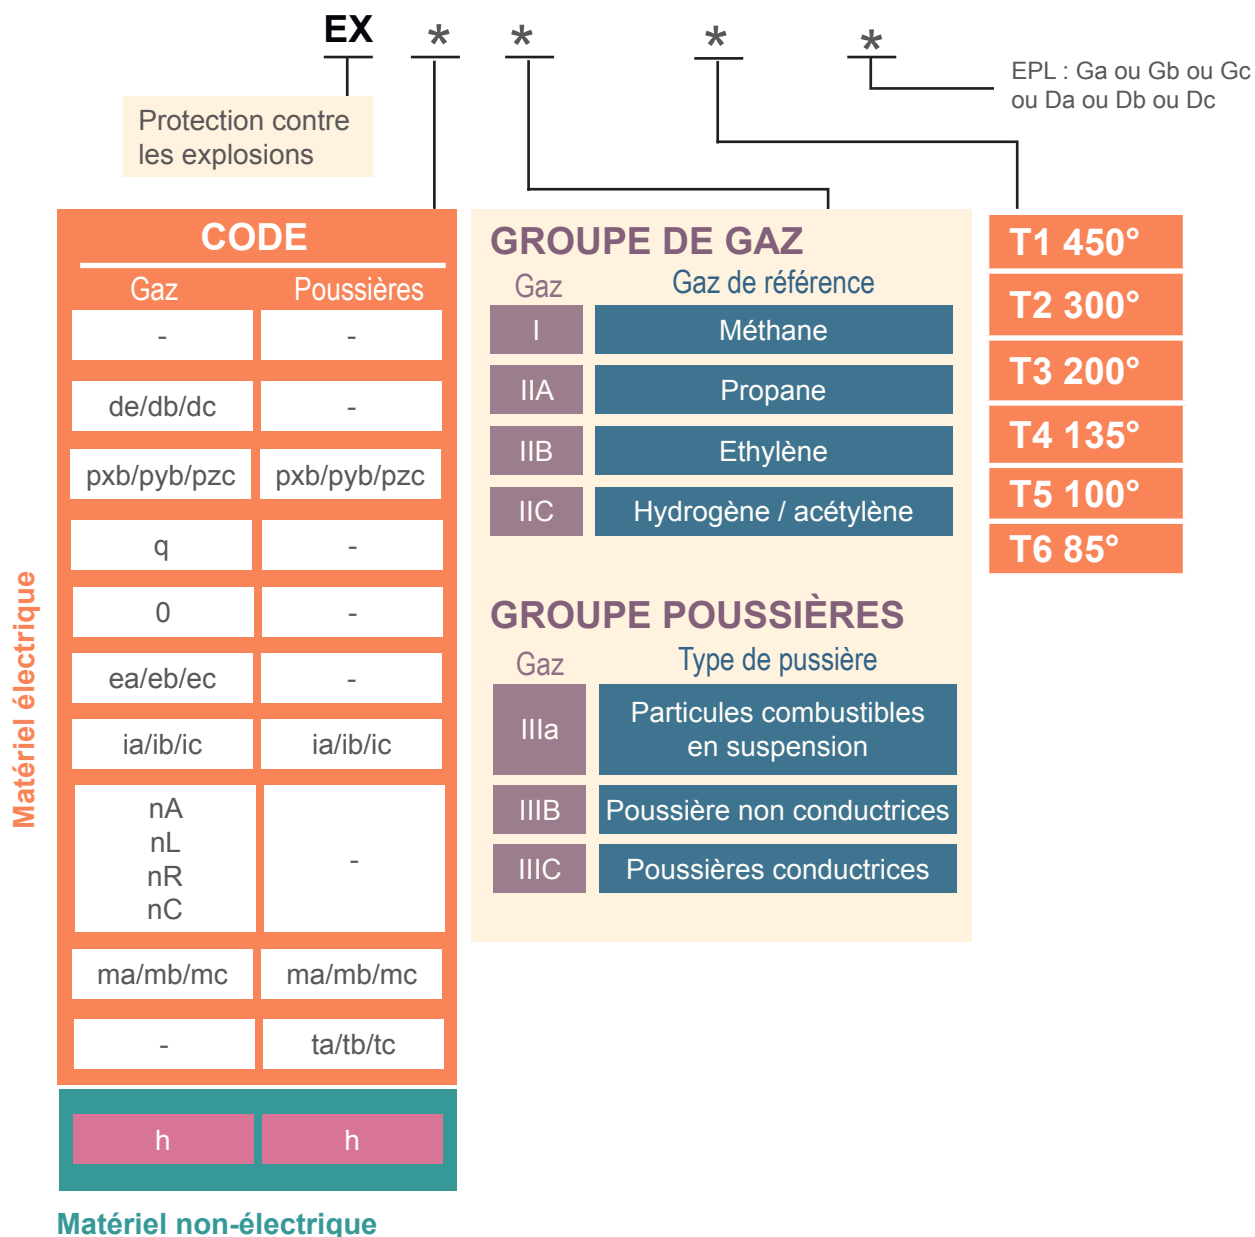 EX * * * *
EPL : Ga ou Gb ou Gc
ou Da ou Db ou Dc
Protection contre
les explosions
CODE
Gaz Poussières
- -
de/db/dc -
pxb/pyb/pzc pxb/pyb/pzc
q -
0 -
ea/eb/ec -
ia/ib/ic ia/ib/ic
nA
nL
nR
nC
-
ma/mb/mc ma/mb/mc
- ta/tb/tc
h h
Matériel électrique
Matériel non-électrique
GROUPE DE GAZ
Gaz Gaz de référence
I Méthane
IIA Propane
IIB Ethylène
IIC Hydrogène / acétylène
GROUPE POUSSIÈRES
Gaz Type de pussière
IIIa Particules combustibles
en suspension
IIIB Poussière non conductrices
IIIC Poussières conductrices
T1 450°
T2 300°
T3 200°
T4 135°
T5 100°
T6 85°